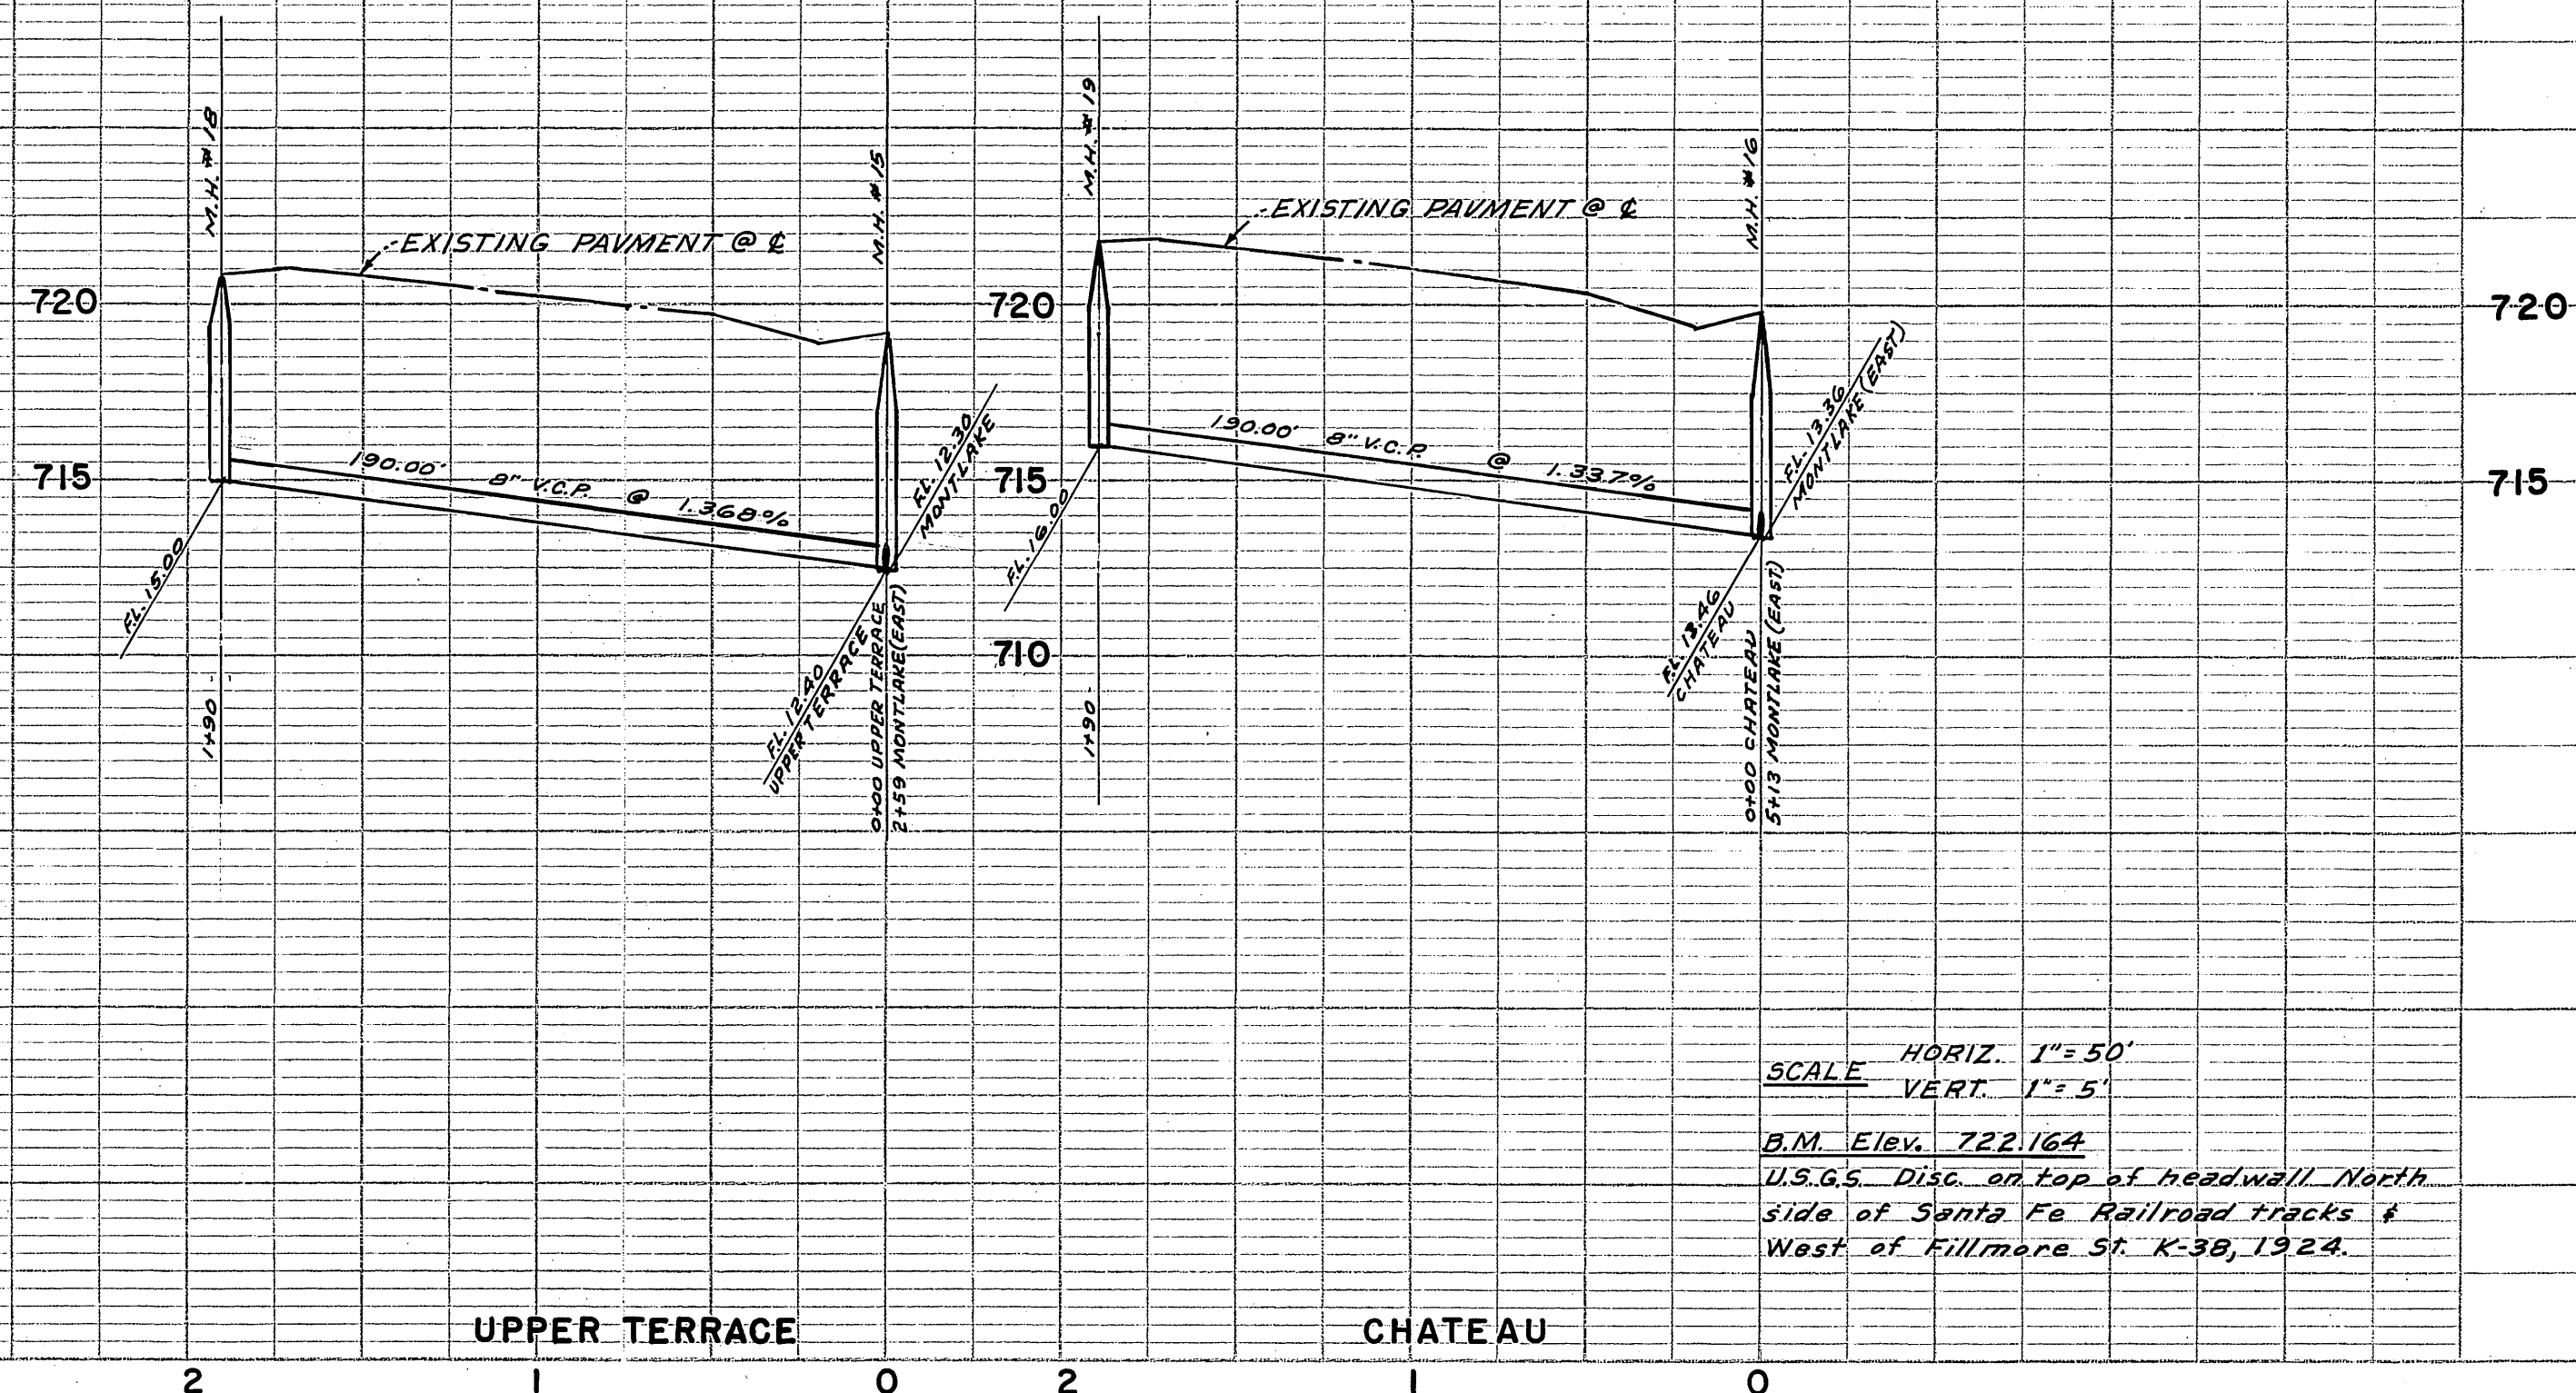 M.H. #18
M.H. #15
M.H. #19
M.H. #16
EXISTING PAVMENT @ ℄
EXISTING PAVMENT @ ℄
720
720
720
715
715
715
710
190.00' 8" V.C.P. @ 1.368%
190.00' 8" V.C.P. @ 1.337%
F.L. 15.00
F.L. 12.30
MONTLAKE
F.L. 12.40
UPPER TERRACE
F.L. 16.00
F.L. 13.36
MONTLAKE (EAST)
F.L. 13.46
CHATEAU
1+90
0+00 UPPER TERRACE
2+59 MONTLAKE (EAST)
1+90
0+00 CHATEAU
5+13 MONTLAKE (EAST)
SCALE HORIZ. 1"= 50'
VERT. 1"= 5'
B.M. Elev. 722.164
U.S.G.S. Disc. on top of headwall North
side of Santa Fe Railroad tracks &
West of Fillmore St. K-38, 1924.
UPPER TERRACE
CHATEAU
2 1 0 2 1 0